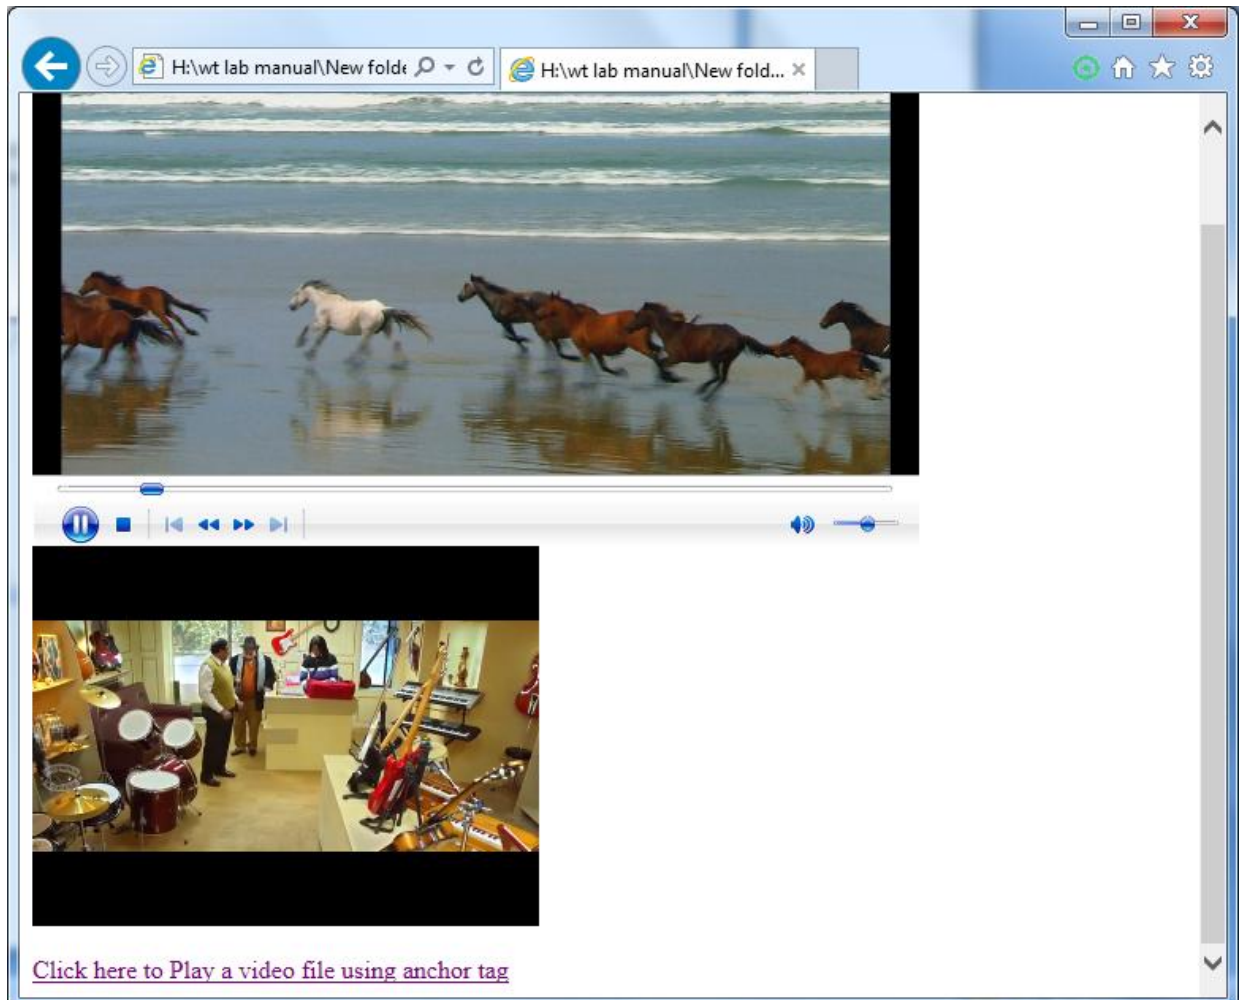 H:\wt lab manual\New folde
H:\wt lab manual\New fold...
Click here to Play a video file using anchor tag